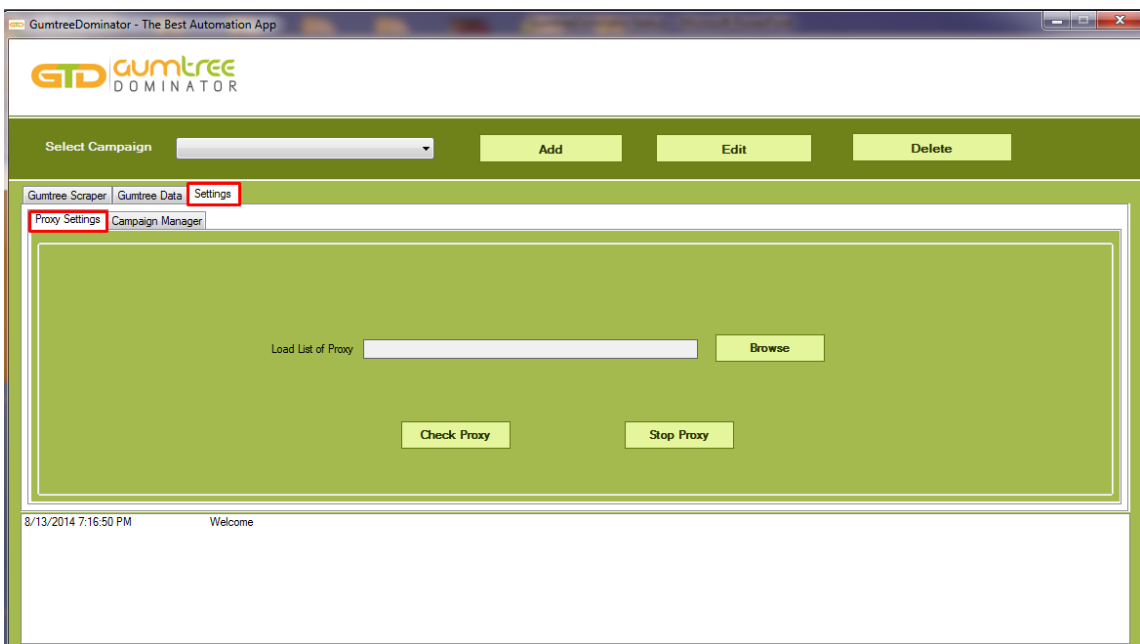 GumtreeDominator - The Best Automation App
GTD GUMtree
DOMINATOR
Select Campaign
Add
Edit
Delete
Gumtree Scraper
Gumtree Data
Settings
Proxy Settings
Campaign Manager
Load List of Proxy
Browse
Check Proxy
Stop Proxy
8/13/2014 7:16:50 PM Welcome